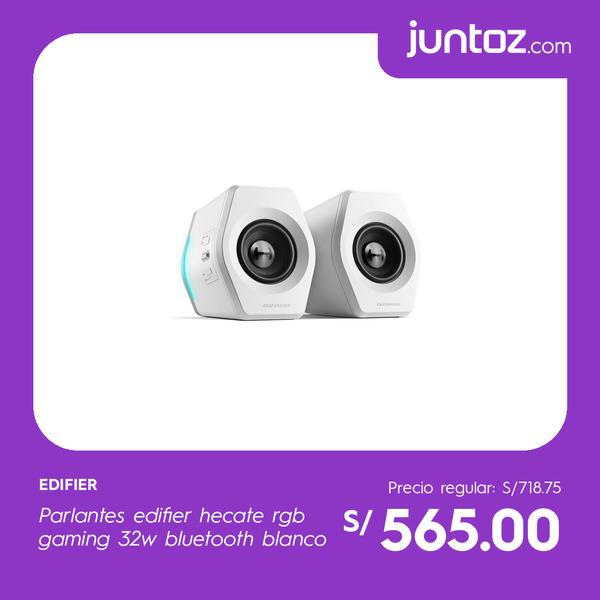 juntoz.com
EDIFIER
Parlantes edifier hecate rgb
gaming 32w bluetooth blanco
Precio regular: S/718.75
S/ 565.00